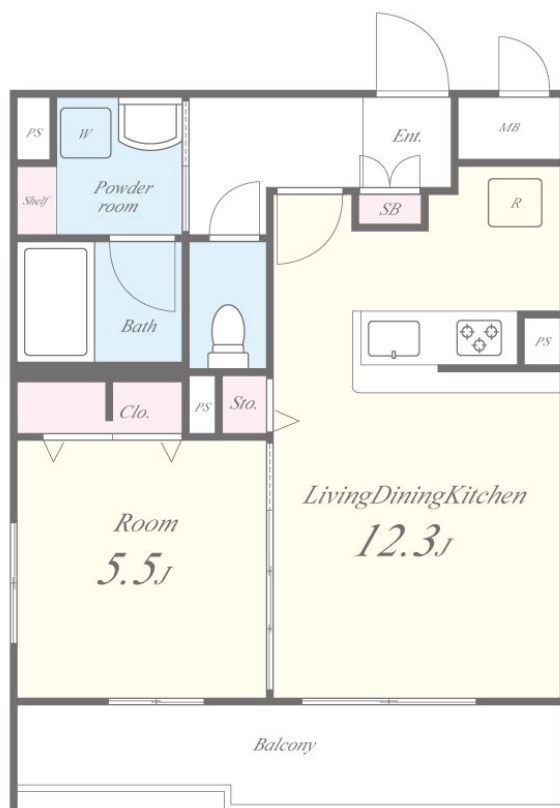 PS
W
Ent.
MB
Powder
room
Shelf
SB
R
Bath
PS
Clo.
PS
Sto.
LivingDiningKitchen
12.3J
Room
5.5J
Balcony